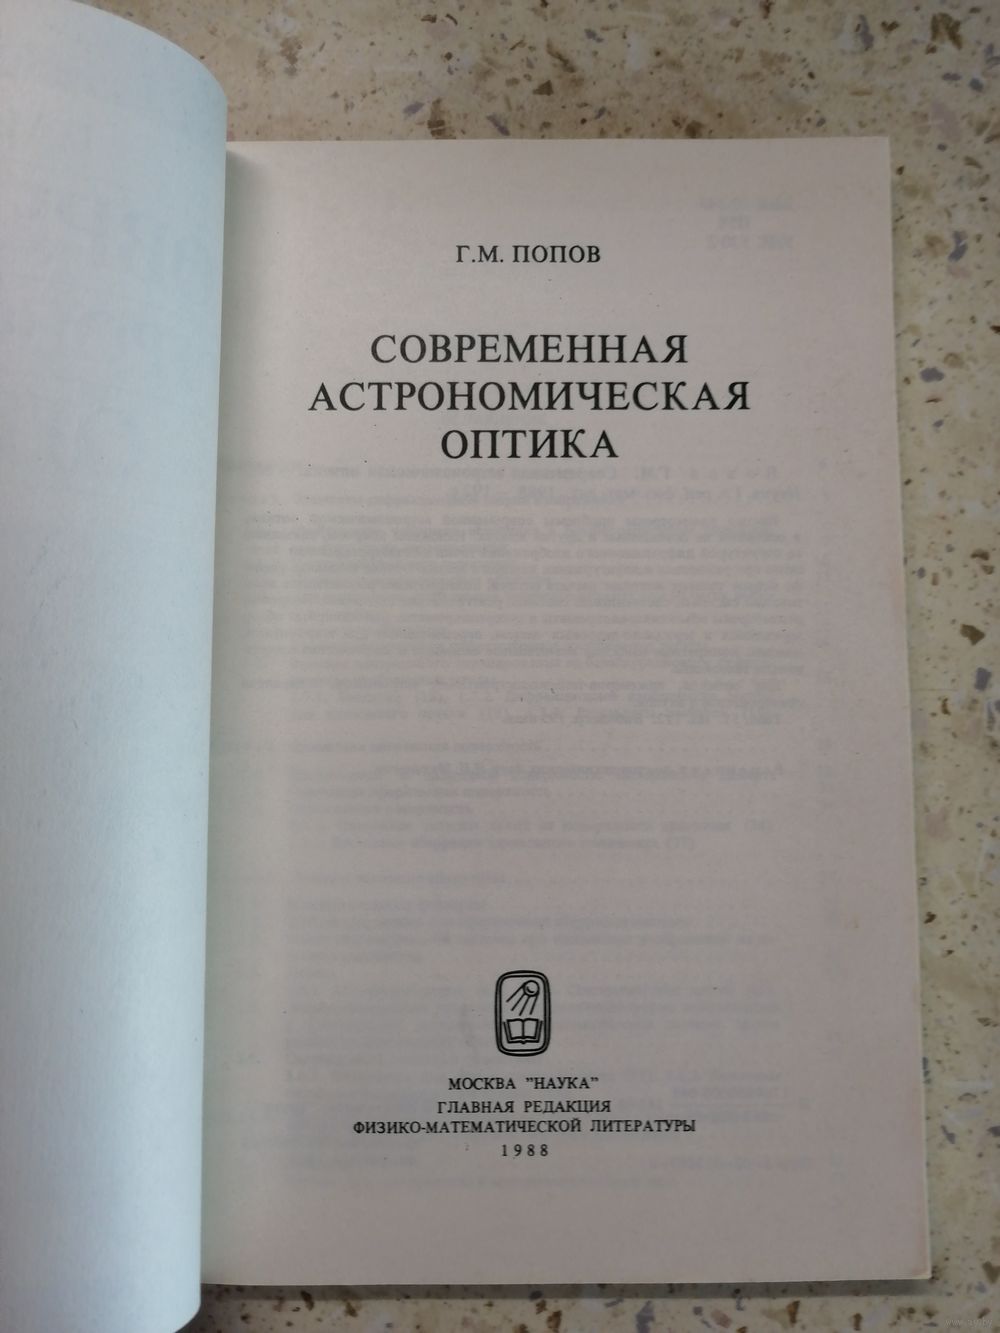 Г.М. ПОПОВ
СОВРЕМЕННАЯ
АСТРОНОМИЧЕСКАЯ
ОПТИКА
МОСКВА "НАУКА"
ГЛАВНАЯ РЕДАКЦИЯ
ФИЗИКО-МАТЕМАТИЧЕСКОЙ ЛИТЕРАТУРЫ
1988